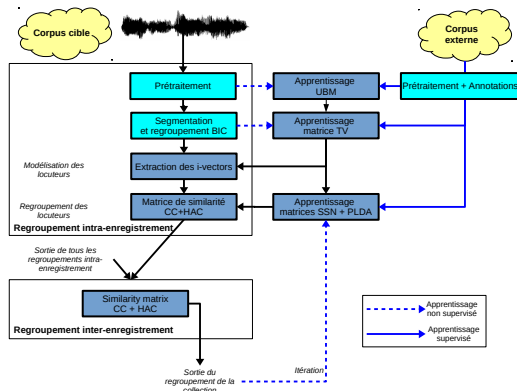 Corpus cible
Corpus
externe
Prétraitement
Apprentissage
UBM
Prétraitement + Annotations
Segmentation
et regroupement BIC
Apprentissage
matrice TV
Modélisation des
locuteurs
Extraction des i-vectors
Regroupement des
locuteurs
Matrice de similarité
CC+HAC
Apprentissage
matrices SSN + PLDA
Regroupement intra-enregistrement
Sortie de tous les
regroupements intra-
enregistrement
Similarity matrix
CC + HAC
Regroupement inter-enregistrement
Apprentissage
non supervisé
Apprentissage
supervisé
Sortie du
regroupement de la
collection
Itération